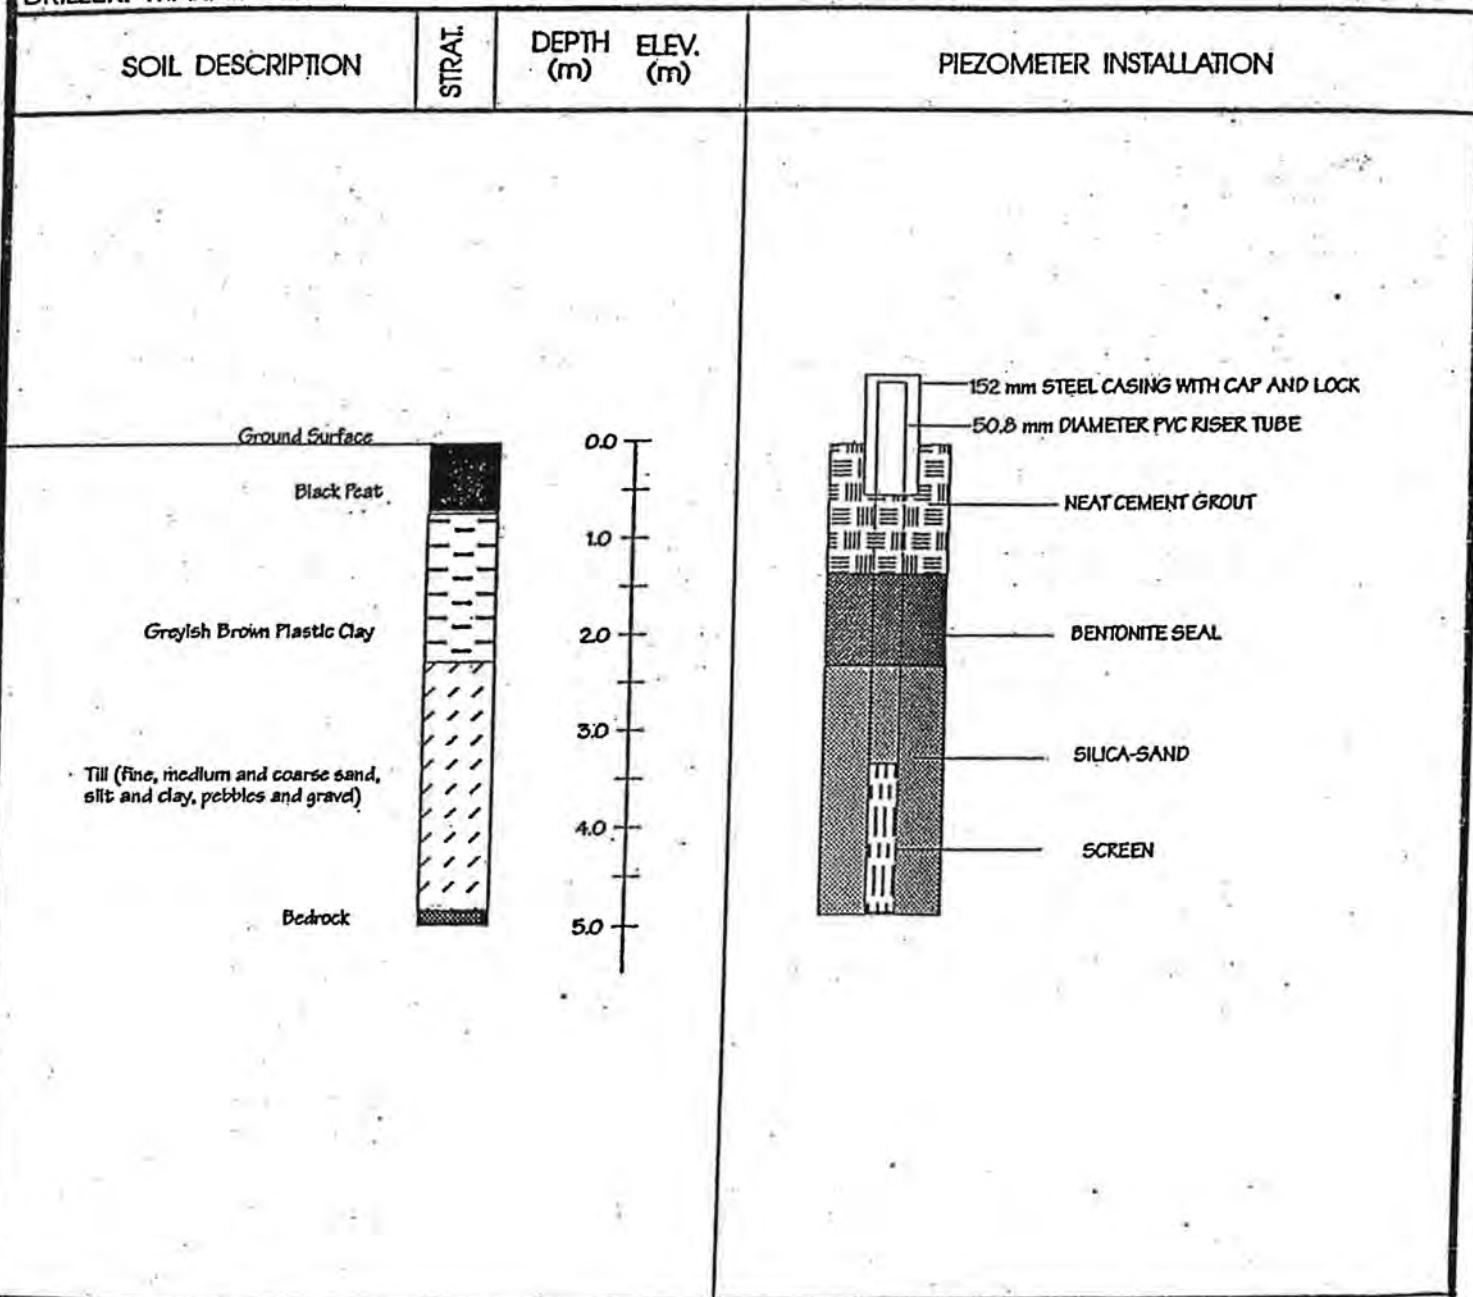 SOIL DESCRIPTION
STRAT.
DEPTH ELEV.
(m) (m)
PIEZOMETER INSTALLATION
152 mm STEEL CASING WITH CAP AND LOCK
50.8 mm DIAMETER PVC RISER TUBE
Ground Surface
0.0
Black Peat
NEAT CEMENT GROUT
1.0
Greyish Brown Plastic Clay
2.0
BENTONITE SEAL
3.0
SILICA-SAND
Till (fine, medium and coarse sand,
silt and clay, pebbles and gravel)
4.0
SCREEN
Bedrock
5.0